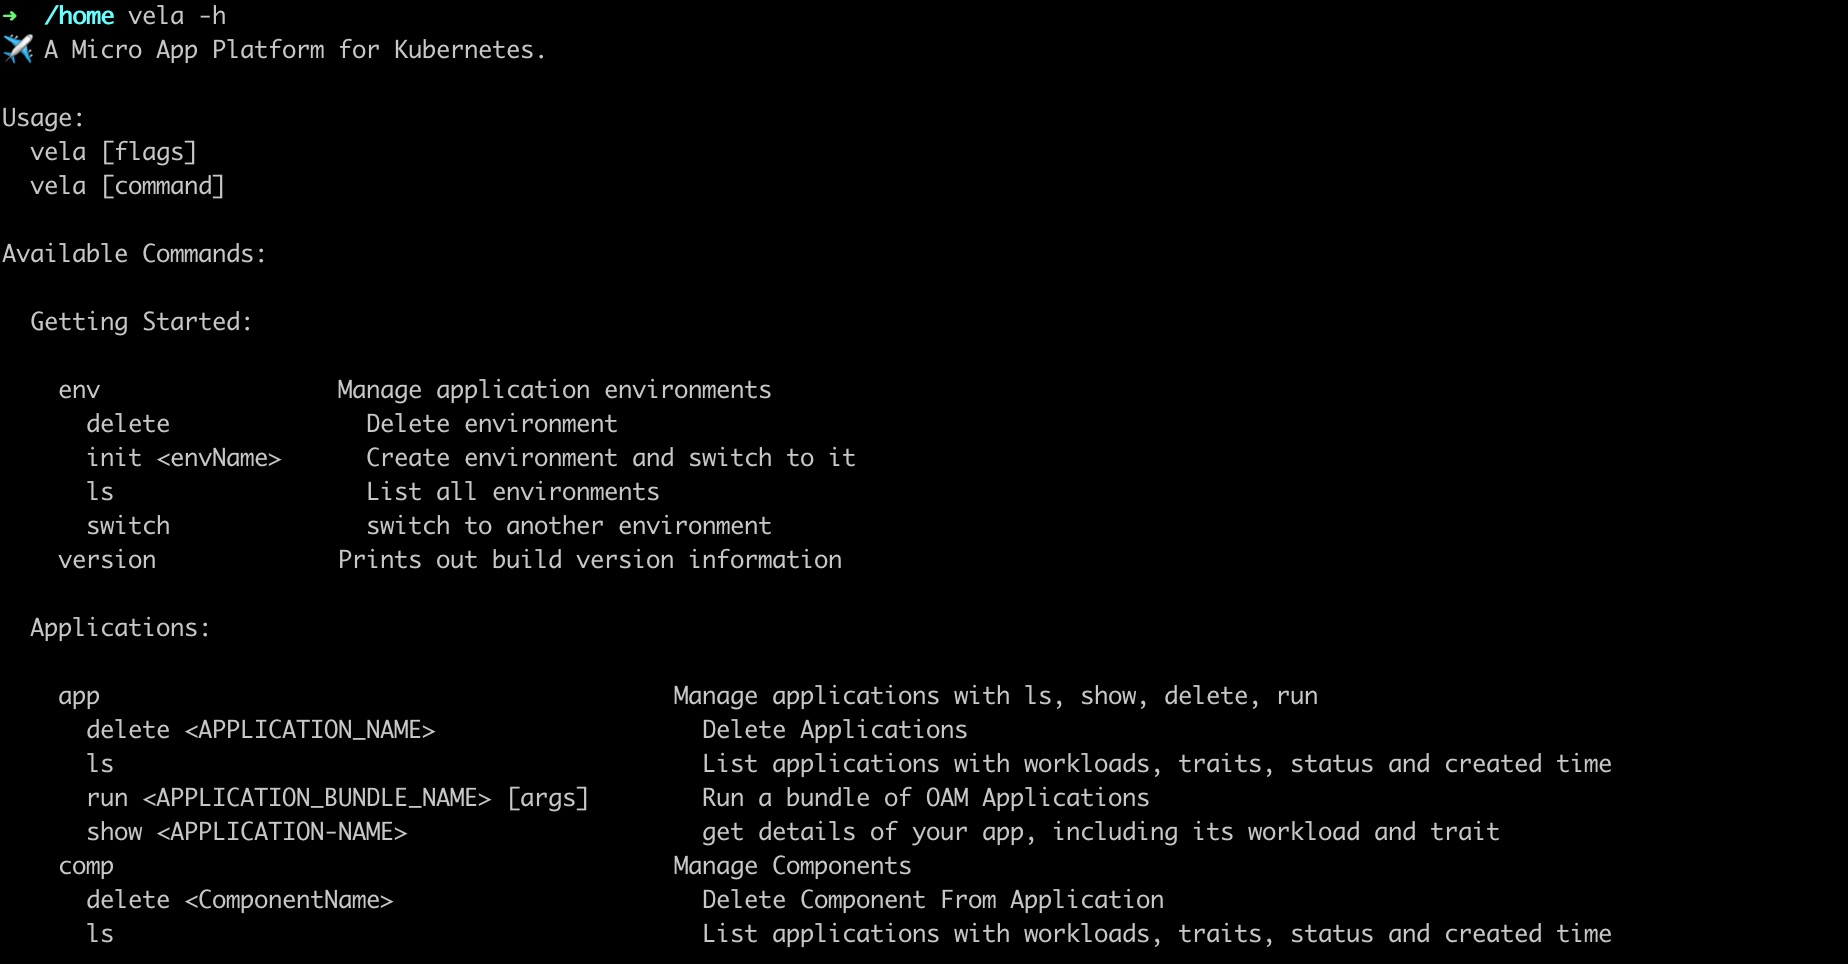 ➜  /home vela -h
✈️ A Micro App Platform for Kubernetes.

Usage:
  vela [flags]
  vela [command]

Available Commands:

  Getting Started:

    env                 Manage application environments
      delete              Delete environment
      init <envName>      Create environment and switch to it
      ls                  List all environments
      switch              switch to another environment
    version             Prints out build version information

  Applications:

    app                                         Manage applications with ls, show, delete, run
      delete <APPLICATION_NAME>                   Delete Applications
      ls                                          List applications with workloads, traits, status and created time
      run <APPLICATION_BUNDLE_NAME> [args]        Run a bundle of OAM Applications
      show <APPLICATION-NAME>                     get details of your app, including its workload and trait
    comp                                        Manage Components
      delete <ComponentName>                      Delete Component From Application
      ls                                          List applications with workloads, traits, status and created time